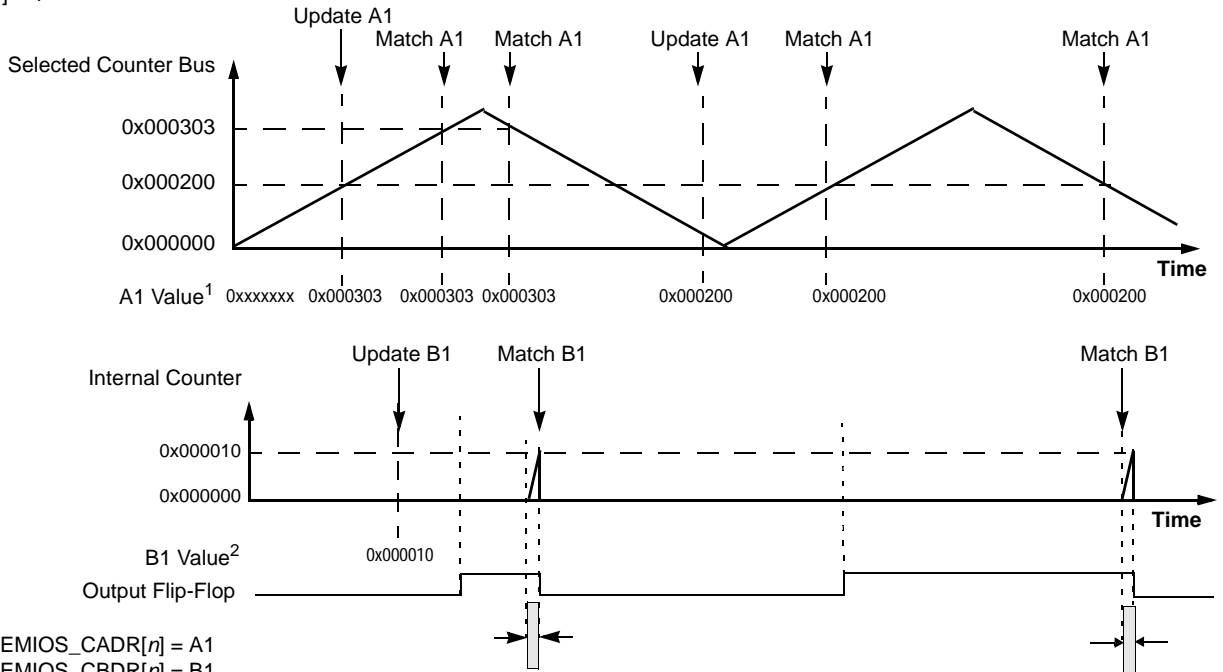 Update A1
Match A1 Match A1 Update A1 Match A1 Match A1
Selected Counter Bus
0x000303
0x000200
0x000000
Time
A1 Value1 0xxxxxxx 0x000303 0x000303 0x000303 0x000200 0x000200 0x000200
Update B1 Match B1 Match B1
Internal Counter
0x000010
0x000000
Time
B1 Value2 0x000010
Output Flip-Flop
EMIOS_CADR[n] = A1
EMIOS_CBDR[n] = B1